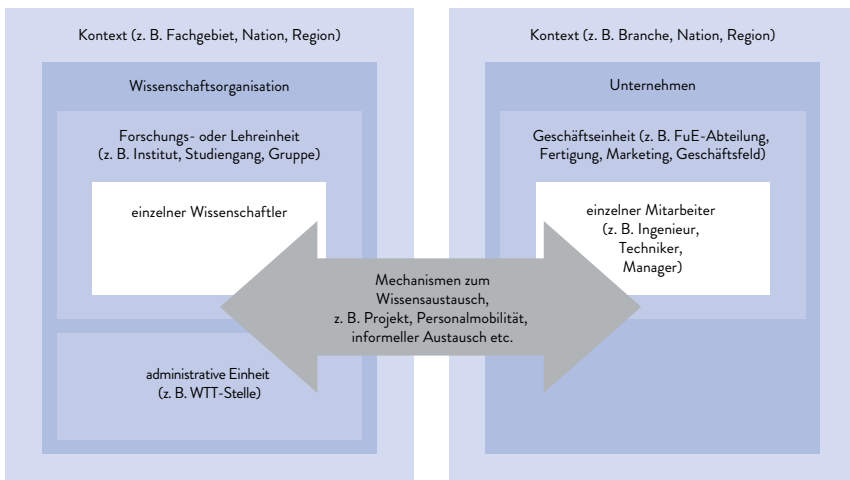 Kontext (z. B. Fachgebiet, Nation, Region)
Wissenschaftsorganisation
Forschungs- oder Lehreinheit
(z. B. Institut, Studiengang, Gruppe)
einzelner Wissenschaftler
administrative Einheit
(z. B. WTT-Stelle)
Mechanismen zum
Wissensaustausch,
z. B. Projekt, Personalmobilität,
informeller Austausch etc.
Kontext (z. B. Branche, Nation, Region)
Unternehmen
Geschäftseinheit (z. B. FuE-Abteilung,
Fertigung, Marketing, Geschäftsfeld)
einzelner Mitarbeiter
(z. B. Ingenieur,
Techniker,
Manager)